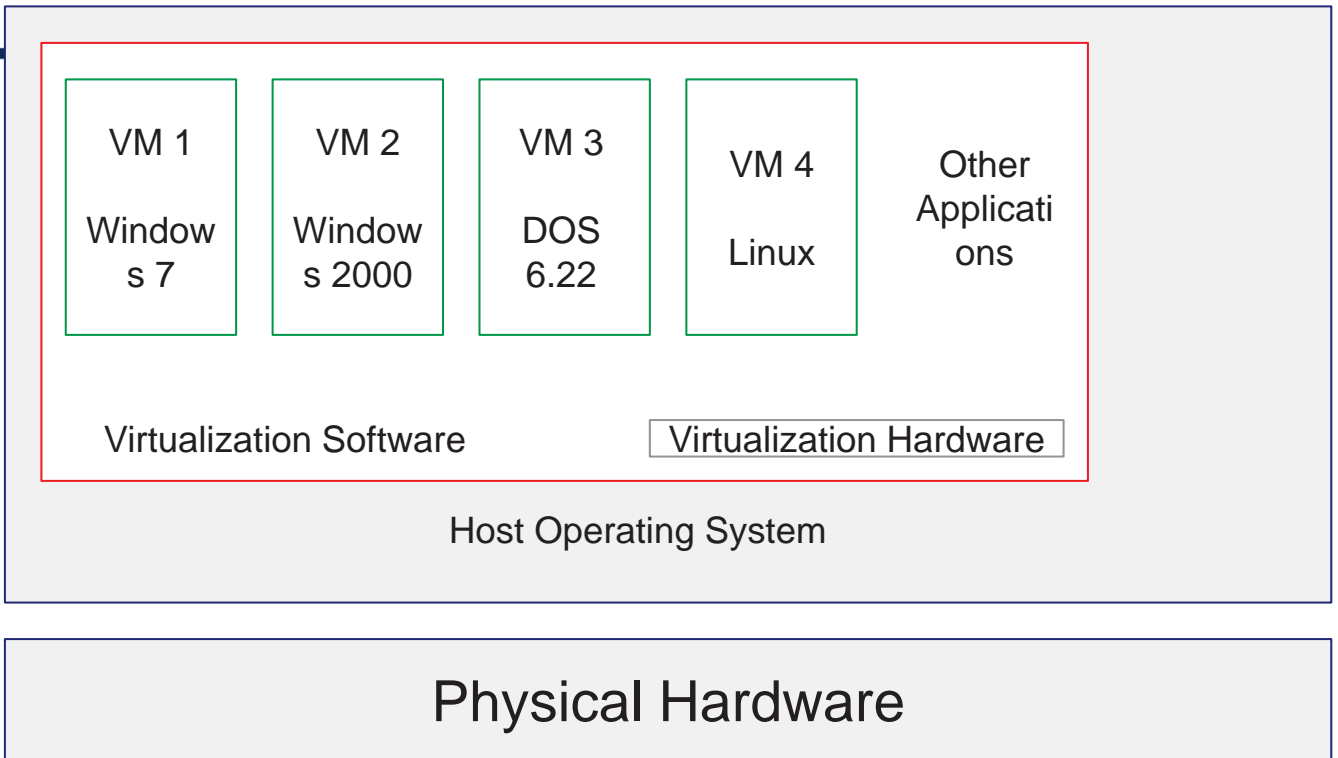 VM 1
Window
s 7
VM 2
Window
s 2000
VM 3
DOS
6.22
VM 4
Linux
Other
Applicati
ons
Virtualization Software
Virtualization Hardware
Host Operating System
Physical Hardware